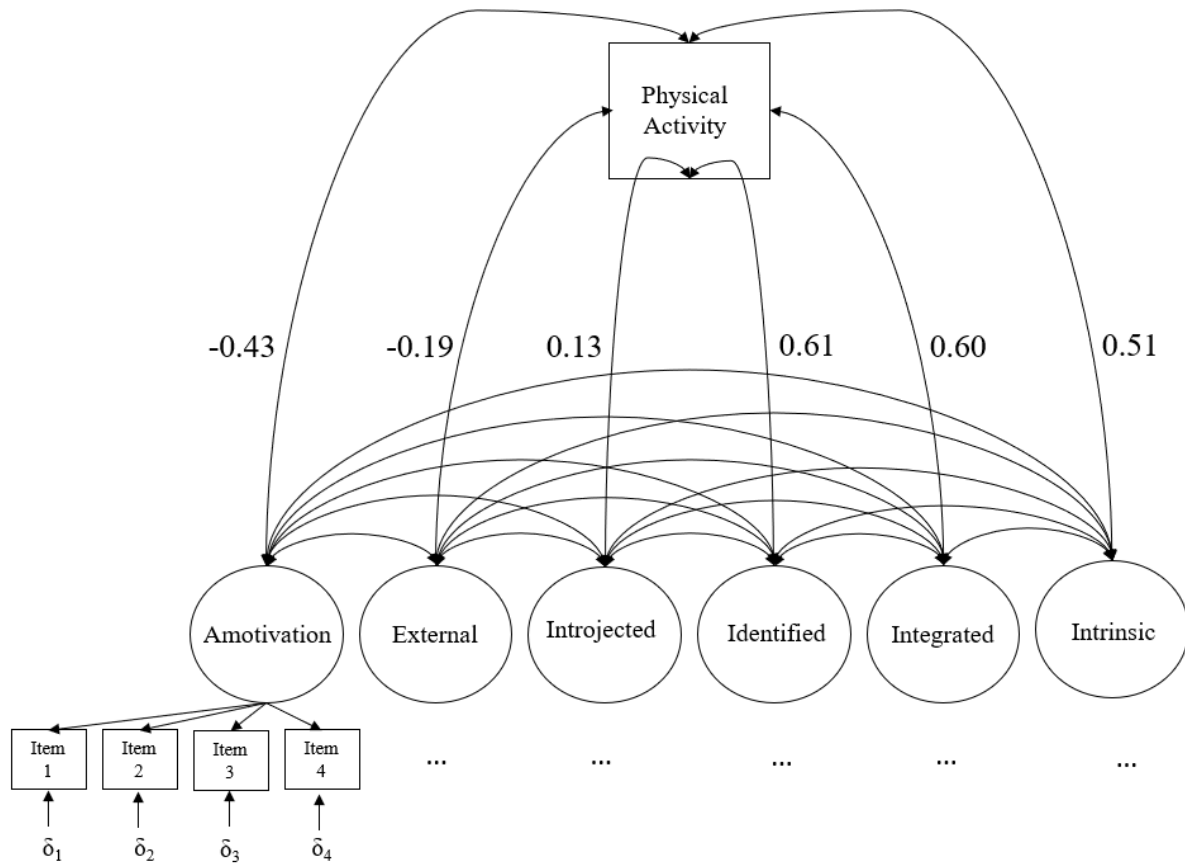 Physical
Activity
-0.43 -0.19 0.13 0.61 0.60 0.51
Amotivation External Introjected Identified Integrated Intrinsic
Item Item Item Item
1 2 3 4
... ... ... ... ...
δ1 δ2 δ3 δ4